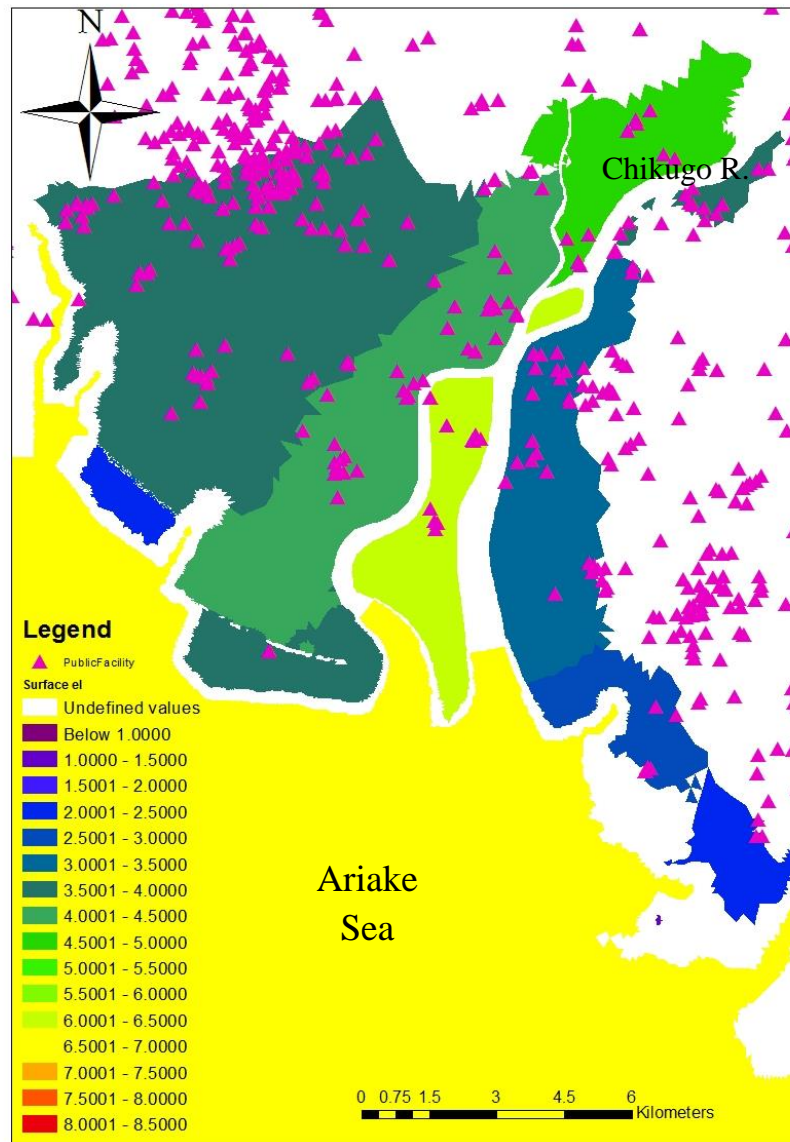 N
Chikugo R.
Legend
PublicFacility
Surface el
Undefined values
Below 1.0000
1.0000 - 1.5000
1.5001 - 2.0000
2.0001 - 2.5000
2.5001 - 3.0000
3.0001 - 3.5000
3.5001 - 4.0000
4.0001 - 4.5000
4.5001 - 5.0000
5.0001 - 5.5000
5.5001 - 6.0000
6.0001 - 6.5000
6.5001 - 7.0000
7.0001 - 7.5000
7.5001 - 8.0000
8.0001 - 8.5000
Ariake
Sea
0 0.75 1.5 3 4.5 6
Kilometers